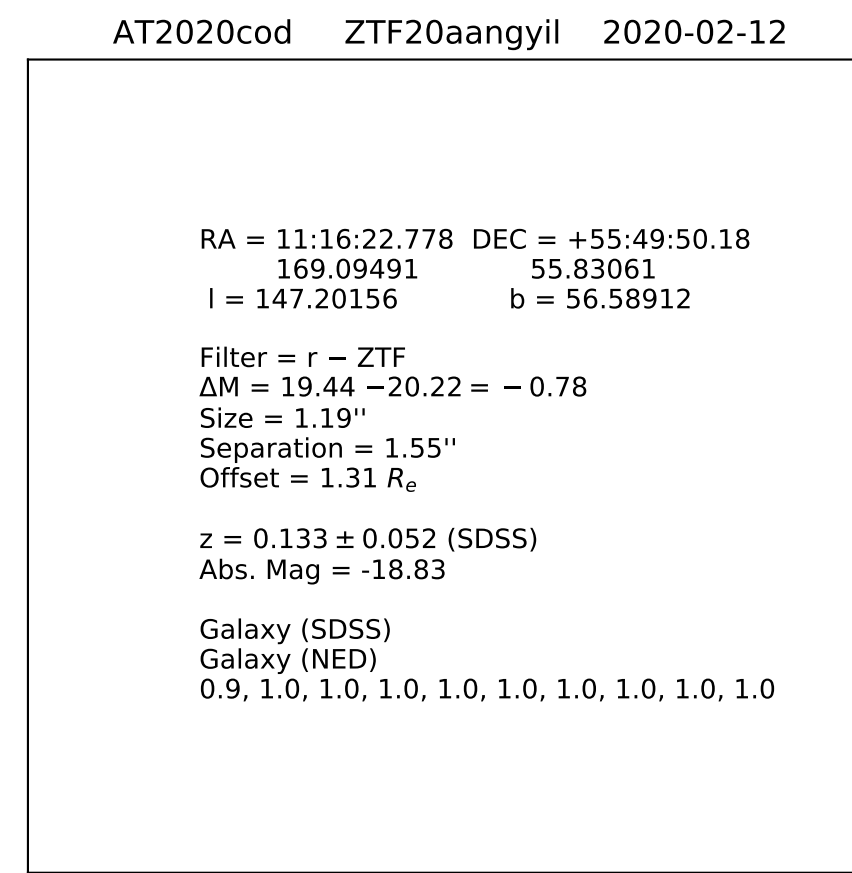 AT2020cod ZTF20aangyil 2020-02-12
RA = 11:16:22.778 DEC = +55:49:50.18
169.09491 55.83061
l = 147.20156 b = 56.58912
Filter = r − ZTF
ΔM = 19.44 −20.22 = − 0.78
Size = 1.19''
Separation = 1.55''
Offset = 1.31 Re
z = 0.133 ± 0.052 (SDSS)
Abs. Mag = -18.83
Galaxy (SDSS)
Galaxy (NED)
0.9, 1.0, 1.0, 1.0, 1.0, 1.0, 1.0, 1.0, 1.0, 1.0